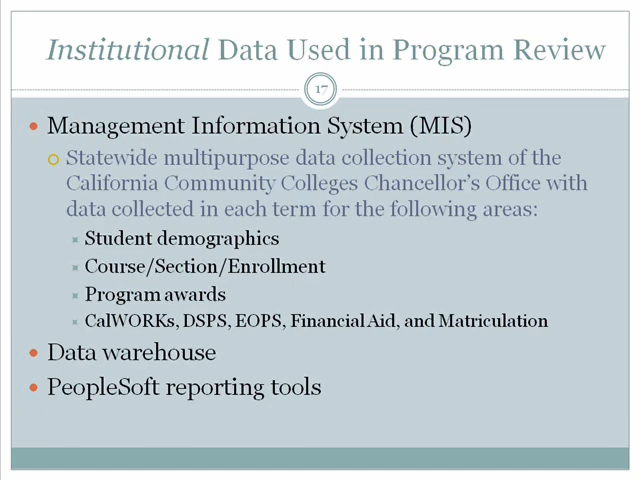 Institutional Data Used in Program Review
17
Management Information System (MIS)
Statewide multipurpose data collection system of the
California Community Colleges Chancellor's Office with
data collected in each term for the following areas:
Student demographics
Course/Section/Enrollment
Program awards
CalWORKs, DSPS, EOPS, Financial Aid, and Matriculation
Data warehouse
PeopleSoft reporting tools